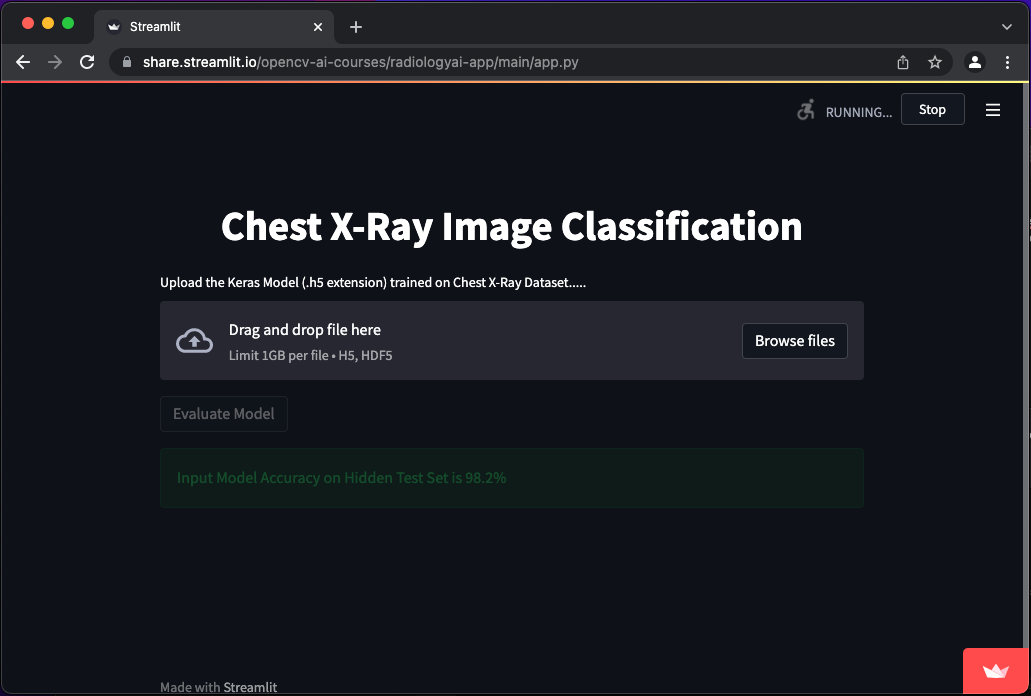 Streamlit
share.streamlit.io/opencv-ai-courses/radiologyai-app/main/app.py
RUNNING...
Stop
Chest X-Ray Image Classification
Upload the Keras Model (.h5 extension) trained on Chest X-Ray Dataset.....
Drag and drop file here
Limit 1GB per file • H5, HDF5
Browse files
Evaluate Model
Input Model Accuracy on Hidden Test Set is 98.2%
Made with Streamlit